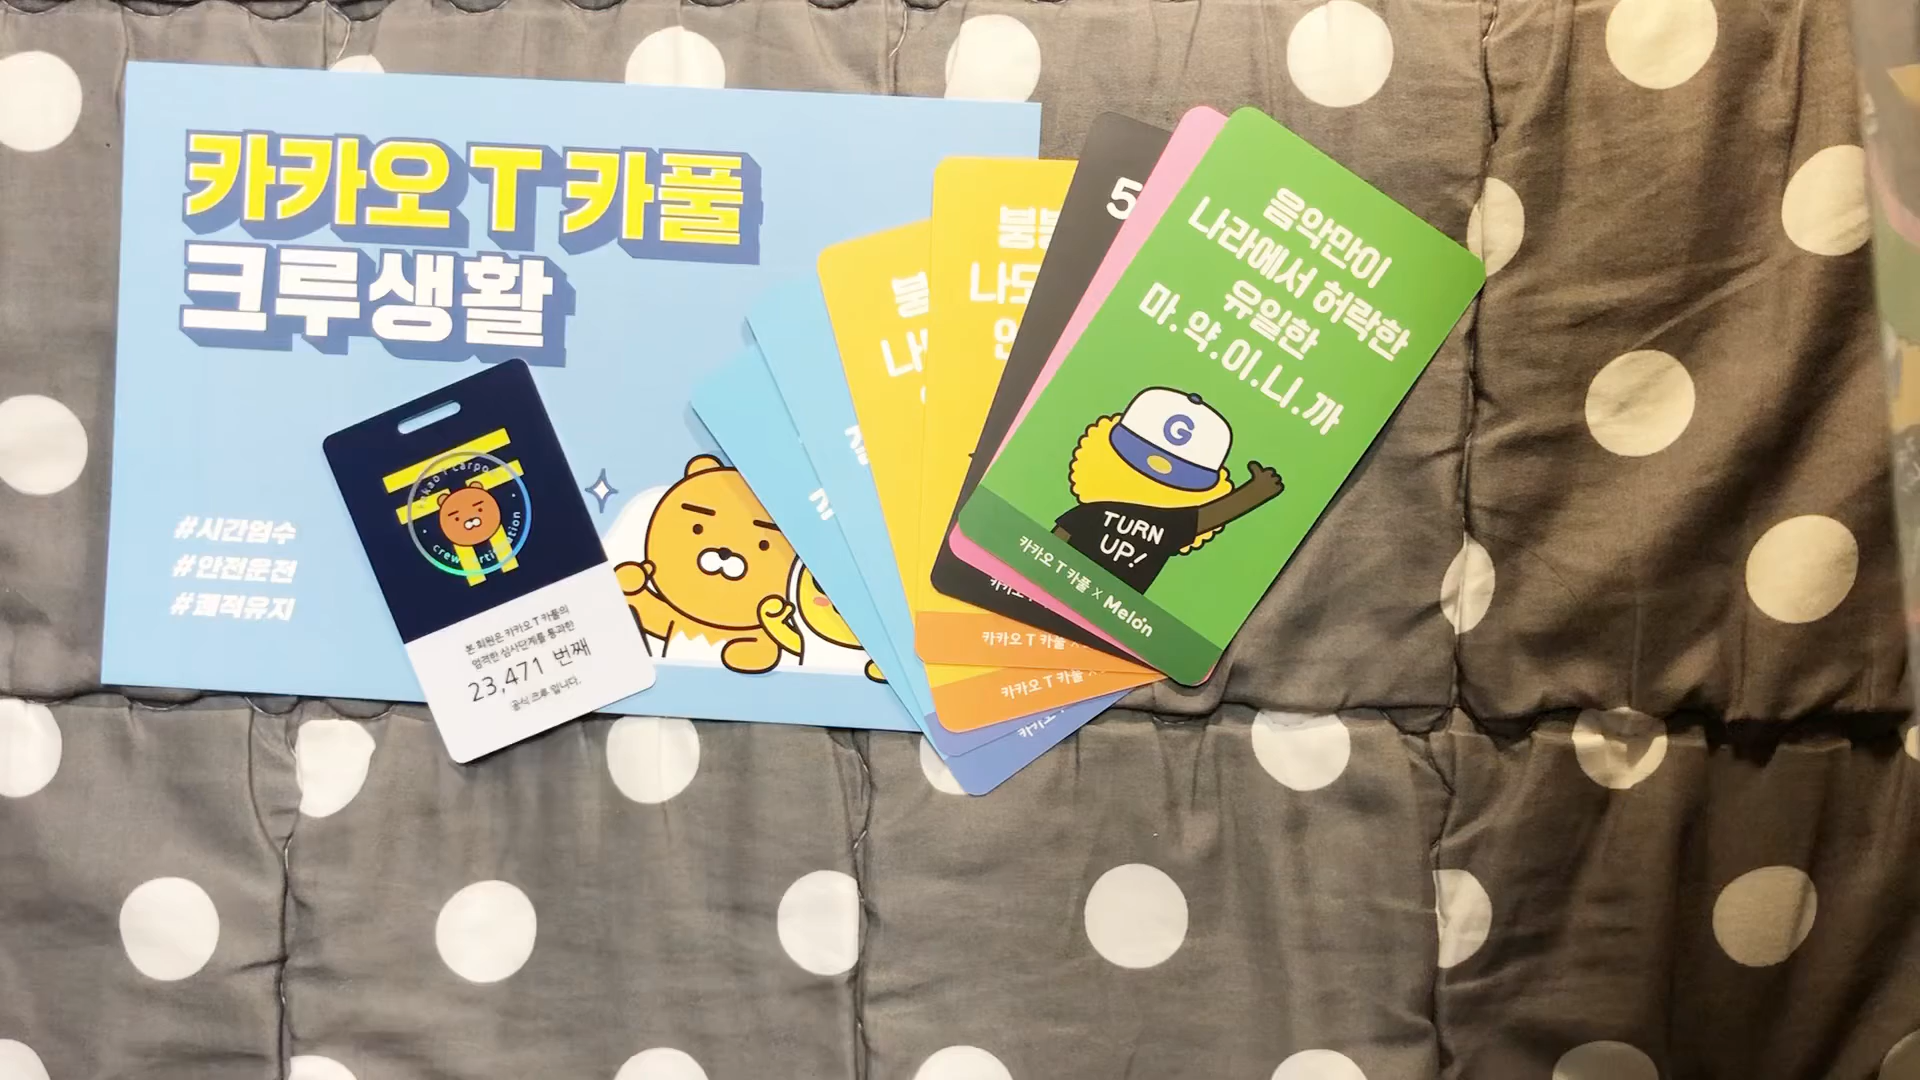 카카오 T 카풀
크루생활
#시간엄수
#안전운전
#쾌적유지
본 회원은 카카오 T 카풀의
엄격한 심사단계를 통과한
23,471 번째
공식 크루 입니다.
5
음악만이
나라에서 허락한
유일한
마.약.이.니.까
G
TURN
UP!
카카오 T 카풀 x Melon
카카오 T 카풀
카카오 T 카풀